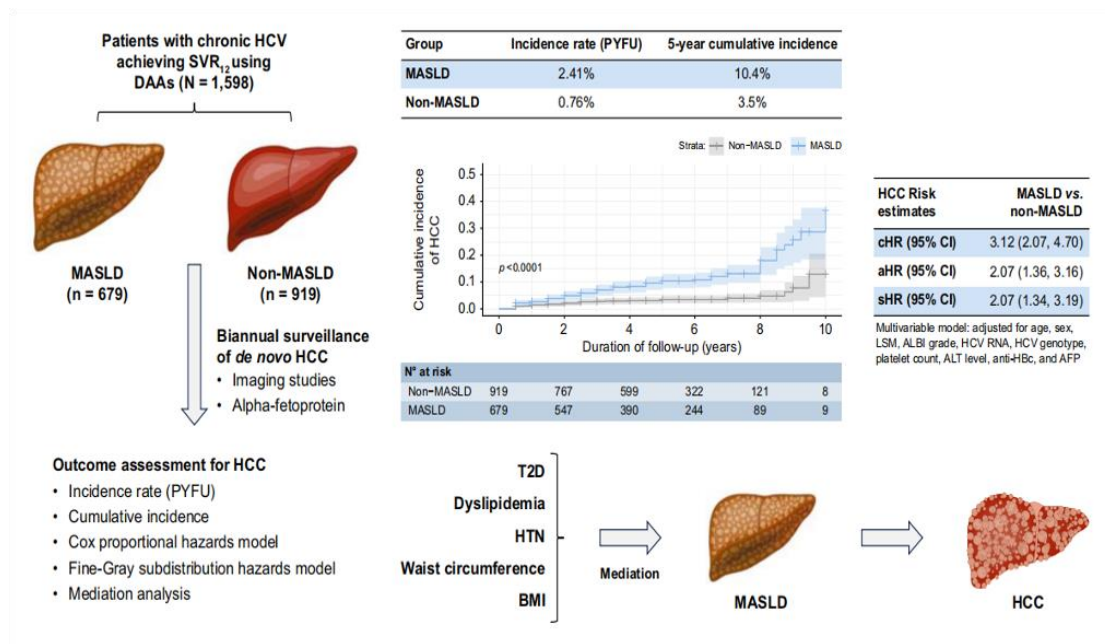 Patients with chronic HCV
achieving SVR12 using
DAAs (N = 1,598)
MASLD
(n = 679)
Non-MASLD
(n = 919)
Biannual surveillance
of de novo HCC
• Imaging studies
• Alpha-fetoprotein
Group Incidence rate (PYFU) 5-year cumulative incidence
MASLD 2.41% 10.4%
Non-MASLD 0.76% 3.5%
Strata: Non−MASLD MASLD
Cumulative incidence
of HCC
0.5
0.4
0.3
0.2
0.1
0.0
p <0.0001
0 2 4 6 8 10
Duration of follow-up (years)
N° at risk
Non−MASLD 919 767 599 322 121 8
MASLD 679 547 390 244 89 9
HCC Risk
estimates
MASLD vs.
non-MASLD
cHR (95% CI) 3.12 (2.07, 4.70)
aHR (95% CI) 2.07 (1.36, 3.16)
sHR (95% CI) 2.07 (1.34, 3.19)
Multivariable model: adjusted for age, sex,
LSM, ALBI grade, HCV RNA, HCV genotype,
platelet count, ALT level, anti-HBc, and AFP
Outcome assessment for HCC
• Incidence rate (PYFU)
• Cumulative incidence
• Cox proportional hazards model
• Fine-Gray subdistribution hazards model
• Mediation analysis
T2D
Dyslipidemia
HTN
Waist circumference
BMI
Mediation
MASLD
HCC